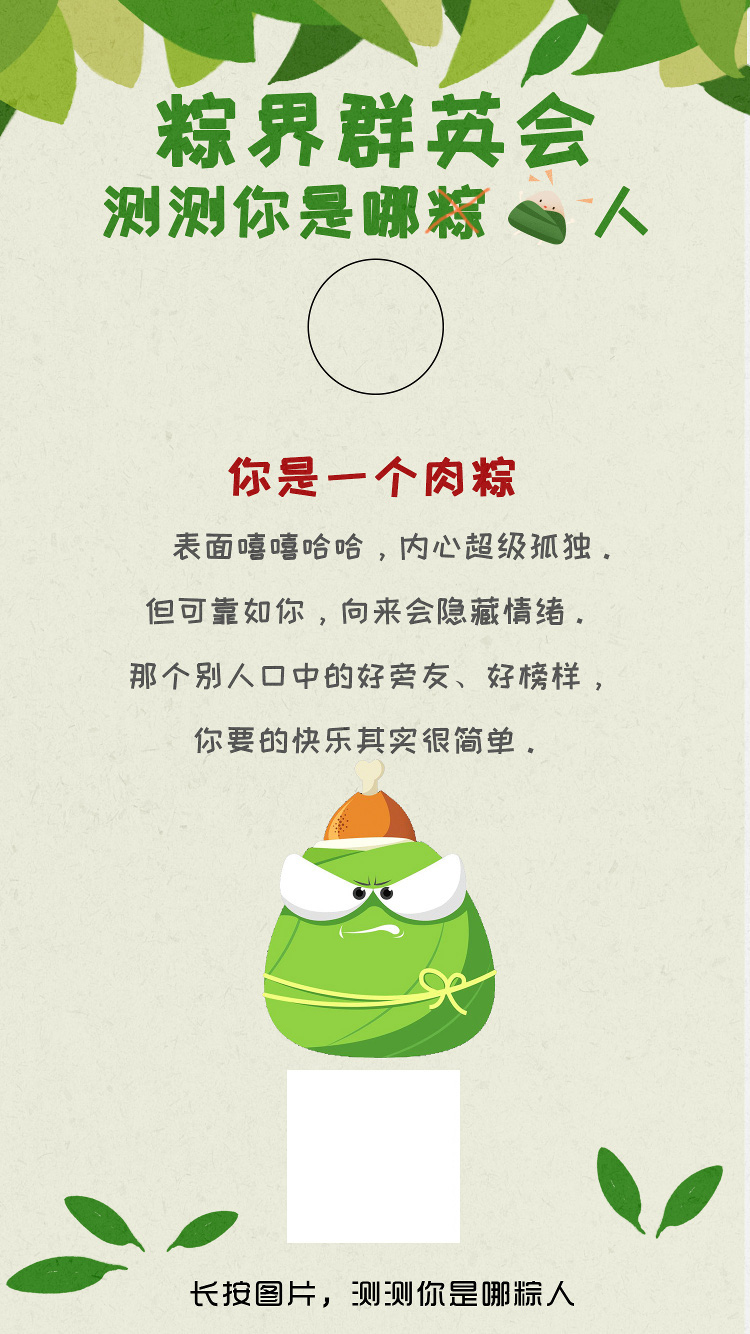 粽界群英会
测测你是哪粽人
你是一个肉粽
表面嘻嘻哈哈，内心超级孤独．
但可靠如你，向来会隐藏情绪．
那个别人口中的好旁友、好榜样，
你要的快乐其实很简单．
长按图片，测测你是哪粽人